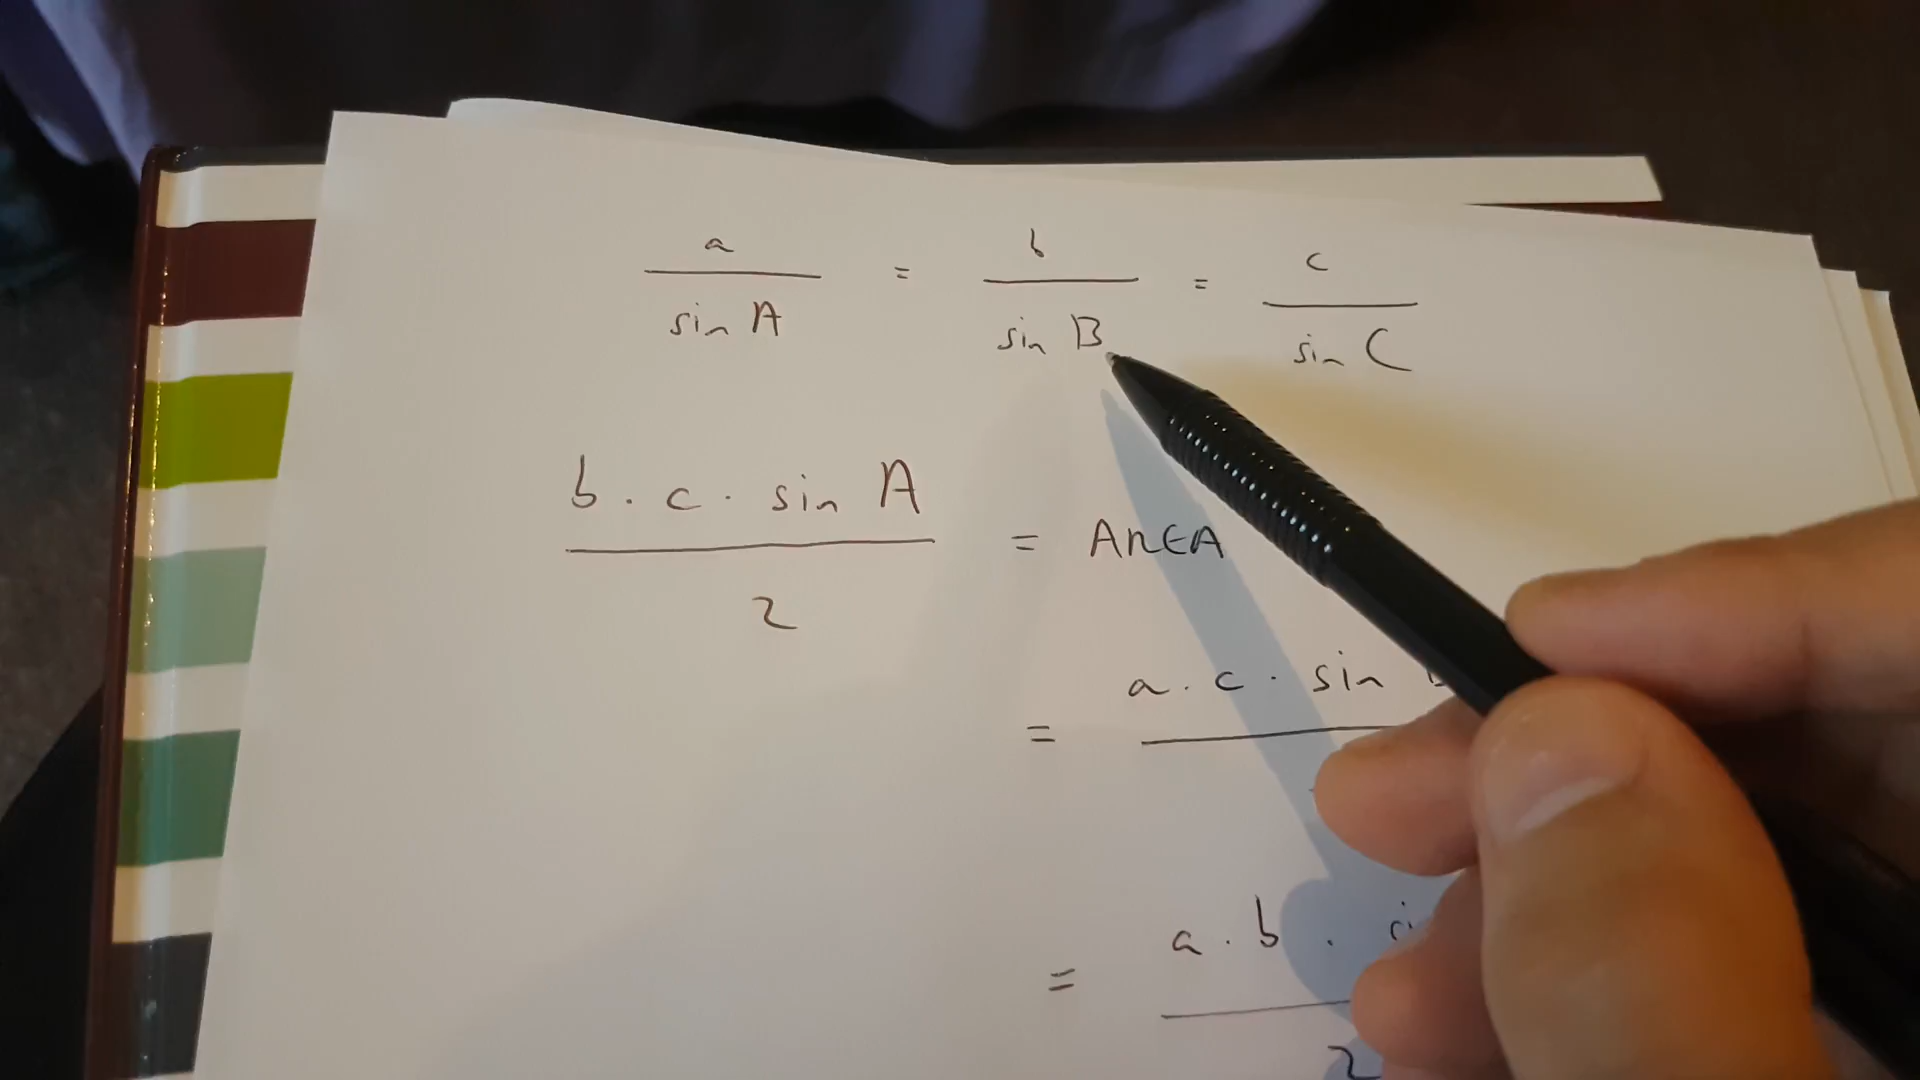 a / sin A = b / sin B = c / sin C
b · c · sin A / 2 = AREA
= a · c · sin
= a · b · / 2